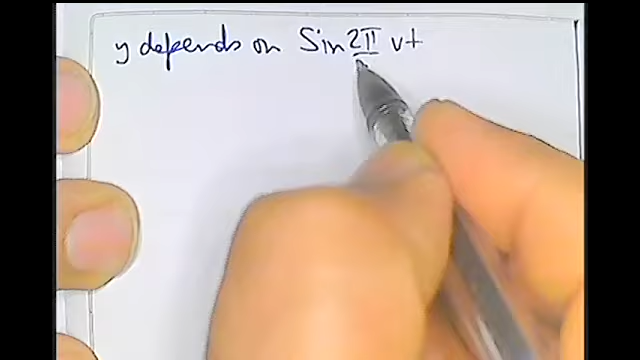 y depends on Sin 2π vt